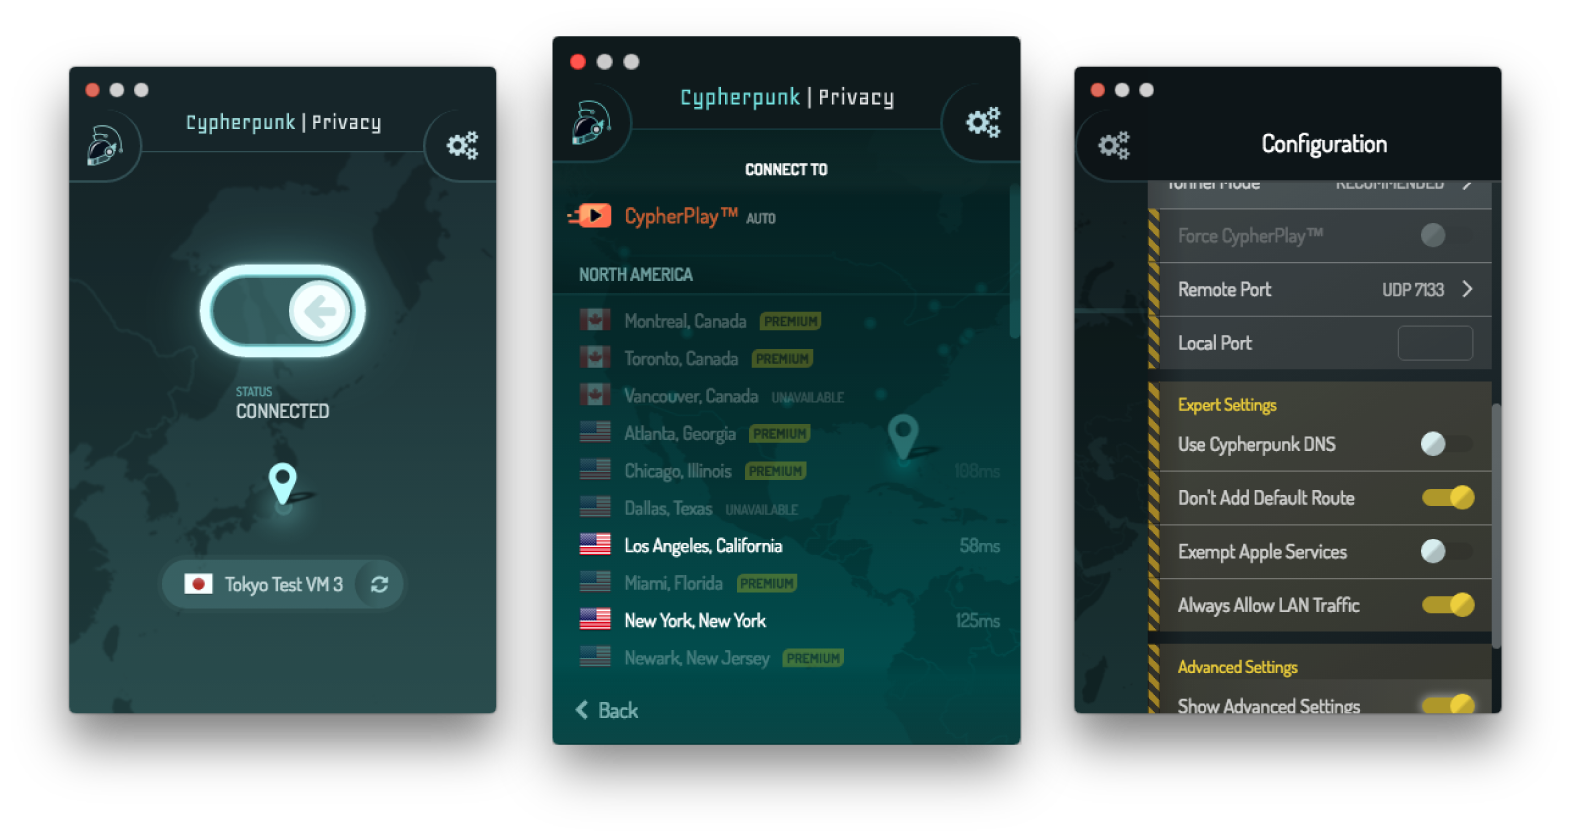 Cypherpunk | Privacy
STATUS
CONNECTED
Tokyo Test VM 3
Cypherpunk | Privacy
CONNECT TO
CypherPlay™ AUTO
NORTH AMERICA
Montreal, Canada PREMIUM
Toronto, Canada PREMIUM
Vancouver, Canada UNAVAILABLE
Atlanta, Georgia PREMIUM
Chicago, Illinois PREMIUM 108ms
Dallas, Texas UNAVAILABLE
Los Angeles, California 58ms
Miami, Florida PREMIUM
New York, New York 125ms
Newark, New Jersey PREMIUM
Back
Configuration
Tunnel Mode RECOMMENDED
Force CypherPlay™
Remote Port UDP 7133
Local Port
Expert Settings
Use Cypherpunk DNS
Don't Add Default Route
Exempt Apple Services
Always Allow LAN Traffic
Advanced Settings
Show Advanced Settings